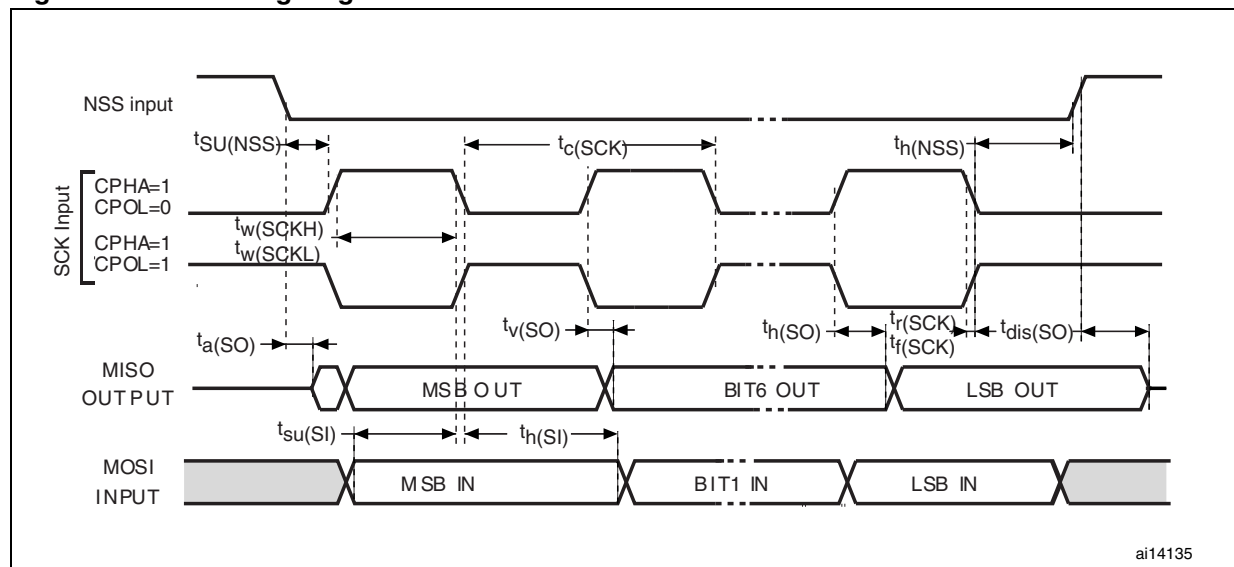 NSS input
tSU(NSS)
tc(SCK)
th(NSS)
SCK Input
CPHA=1
CPOL=0
tw(SCKH)
CPHA=1
tw(SCKL)
CPOL=1
tv(SO)
th(SO)
tr(SCK)
tf(SCK)
tdis(SO)
ta(SO)
MISO
OUTPUT
MSB OUT
BIT6 OUT
LSB OUT
tsu(SI)
th(SI)
MOSI
INPUT
MSB IN
BIT1 IN
LSB IN
ai14135